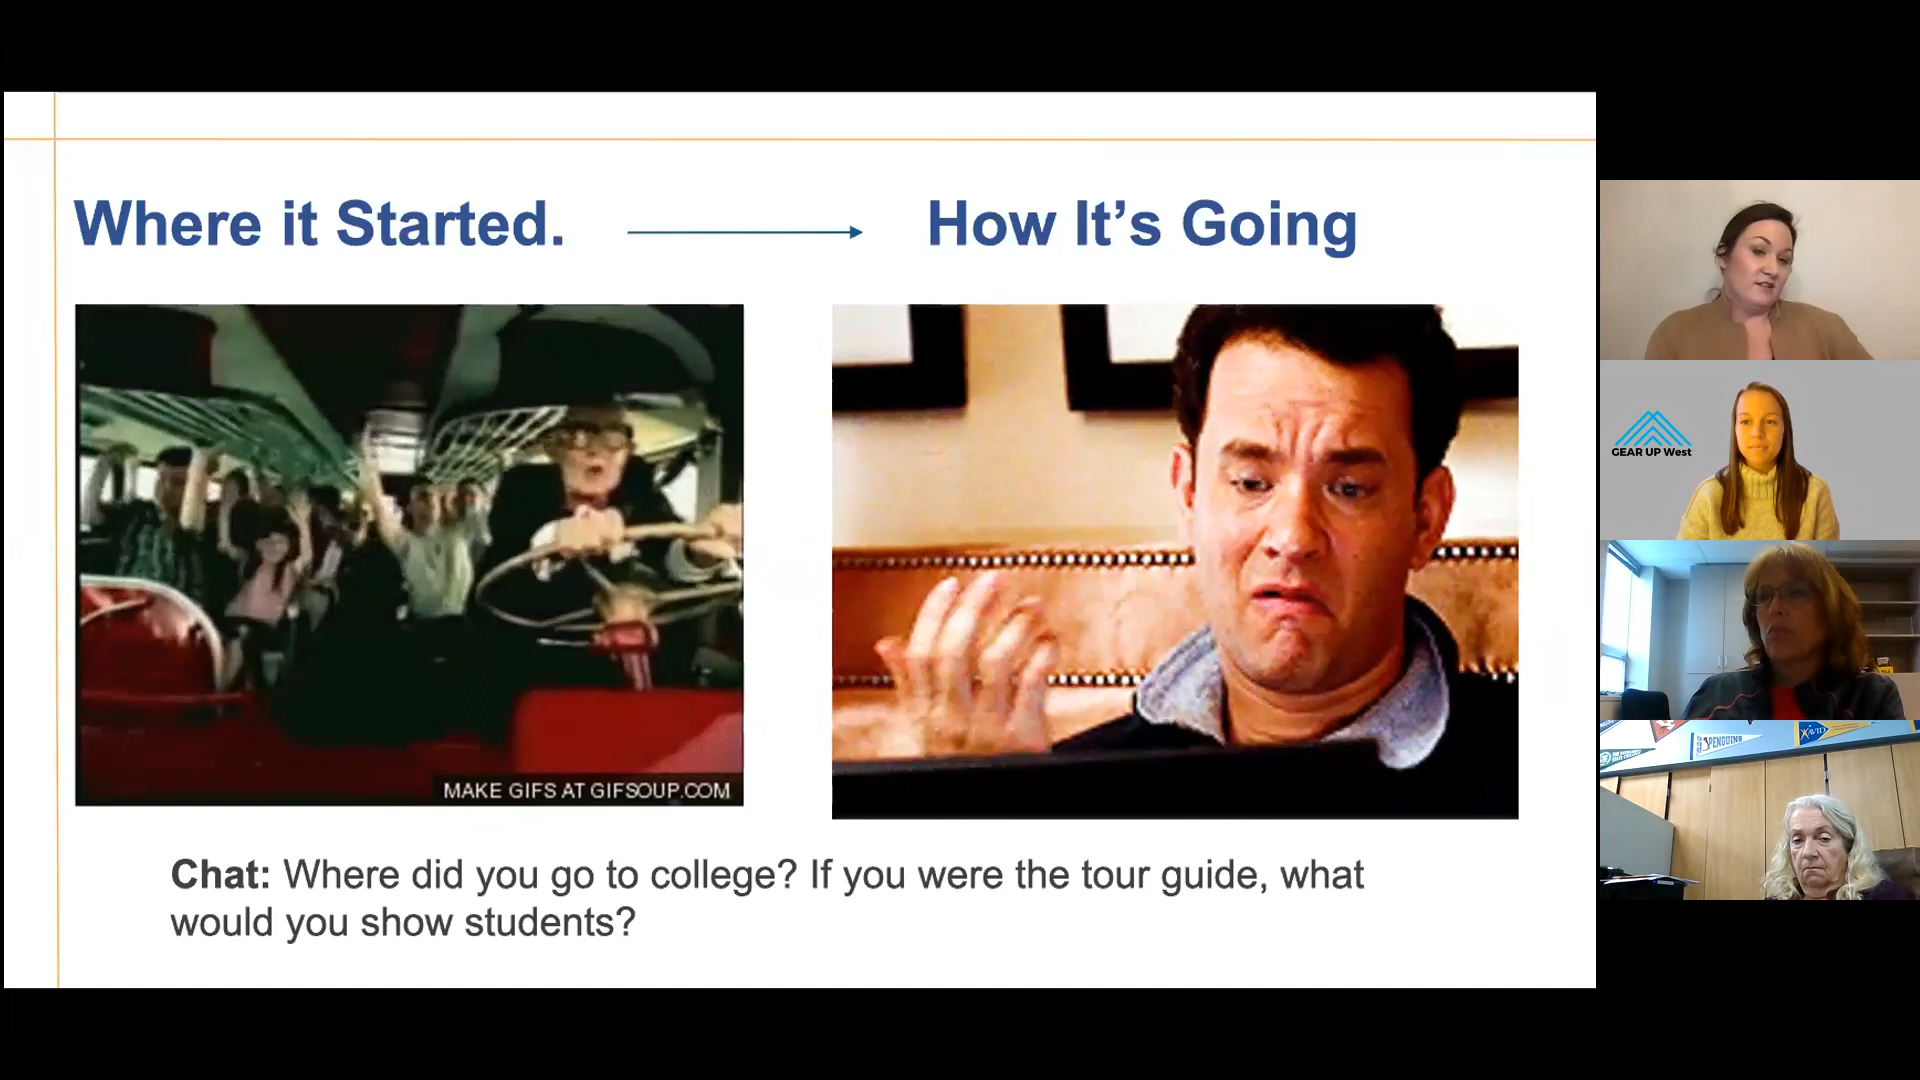 Where it Started.
How It’s Going
MAKE GIFS AT GIFSOUP.COM
Chat: Where did you go to college? If you were the tour guide, what
would you show students?
GEAR UP West
PENGUINS
AVID